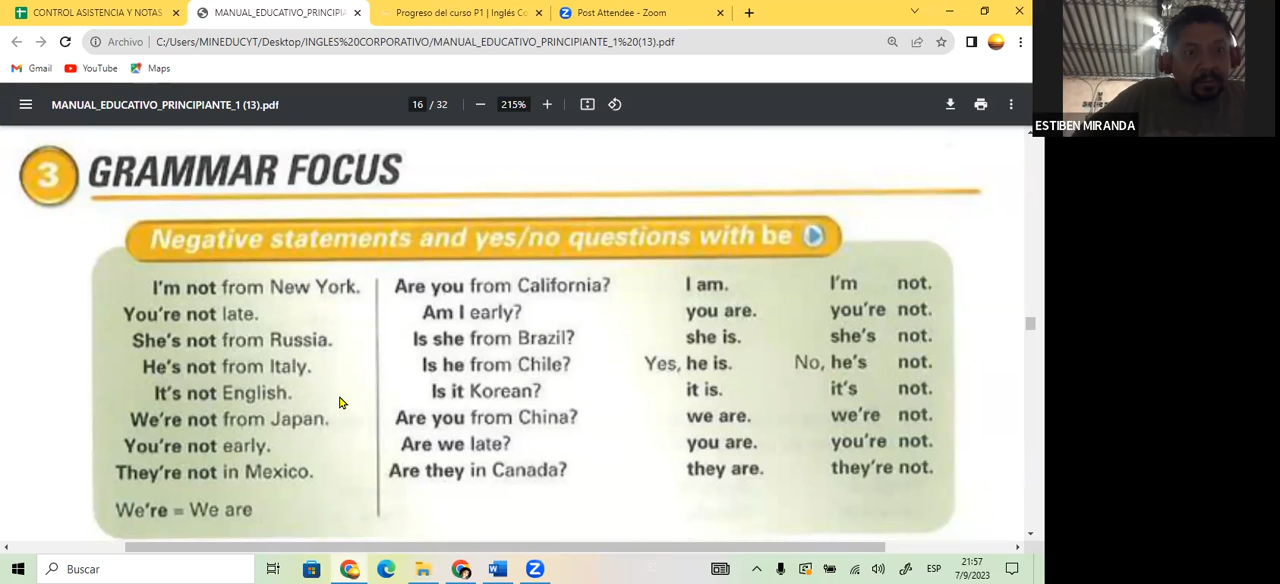 CONTROL ASISTENCIA Y NOTAS
MANUAL_EDUCATIVO_PRINCIPIA
Progreso del curso P1 | Inglés Co
Post Attendee - Zoom
Archivo
C:/Users/MINEDUCYT/Desktop/INGLES%20CORPORATIVO/MANUAL_EDUCATIVO_PRINCIPIANTE_1%20(13).pdf
Gmail
YouTube
Maps
MANUAL_EDUCATIVO_PRINCIPIANTE_1 (13).pdf
16 / 32
215%
ESTIBEN MIRANDA
3 GRAMMAR FOCUS
Negative statements and yes/no questions with be
I'm not from New York.
You're not late.
She's not from Russia.
He's not from Italy.
It's not English.
We're not from Japan.
You're not early.
They're not in Mexico.
We're = We are
Are you from California?
Am I early?
Is she from Brazil?
Is he from Chile?
Is it Korean?
Are you from China?
Are we late?
Are they in Canada?
I am.
you are.
she is.
Yes, he is.
it is.
we are.
you are.
they are.
I'm not.
you're not.
she's not.
No, he's not.
it's not.
we're not.
you're not.
they're not.
Buscar
ESP
21:57
7/9/2023